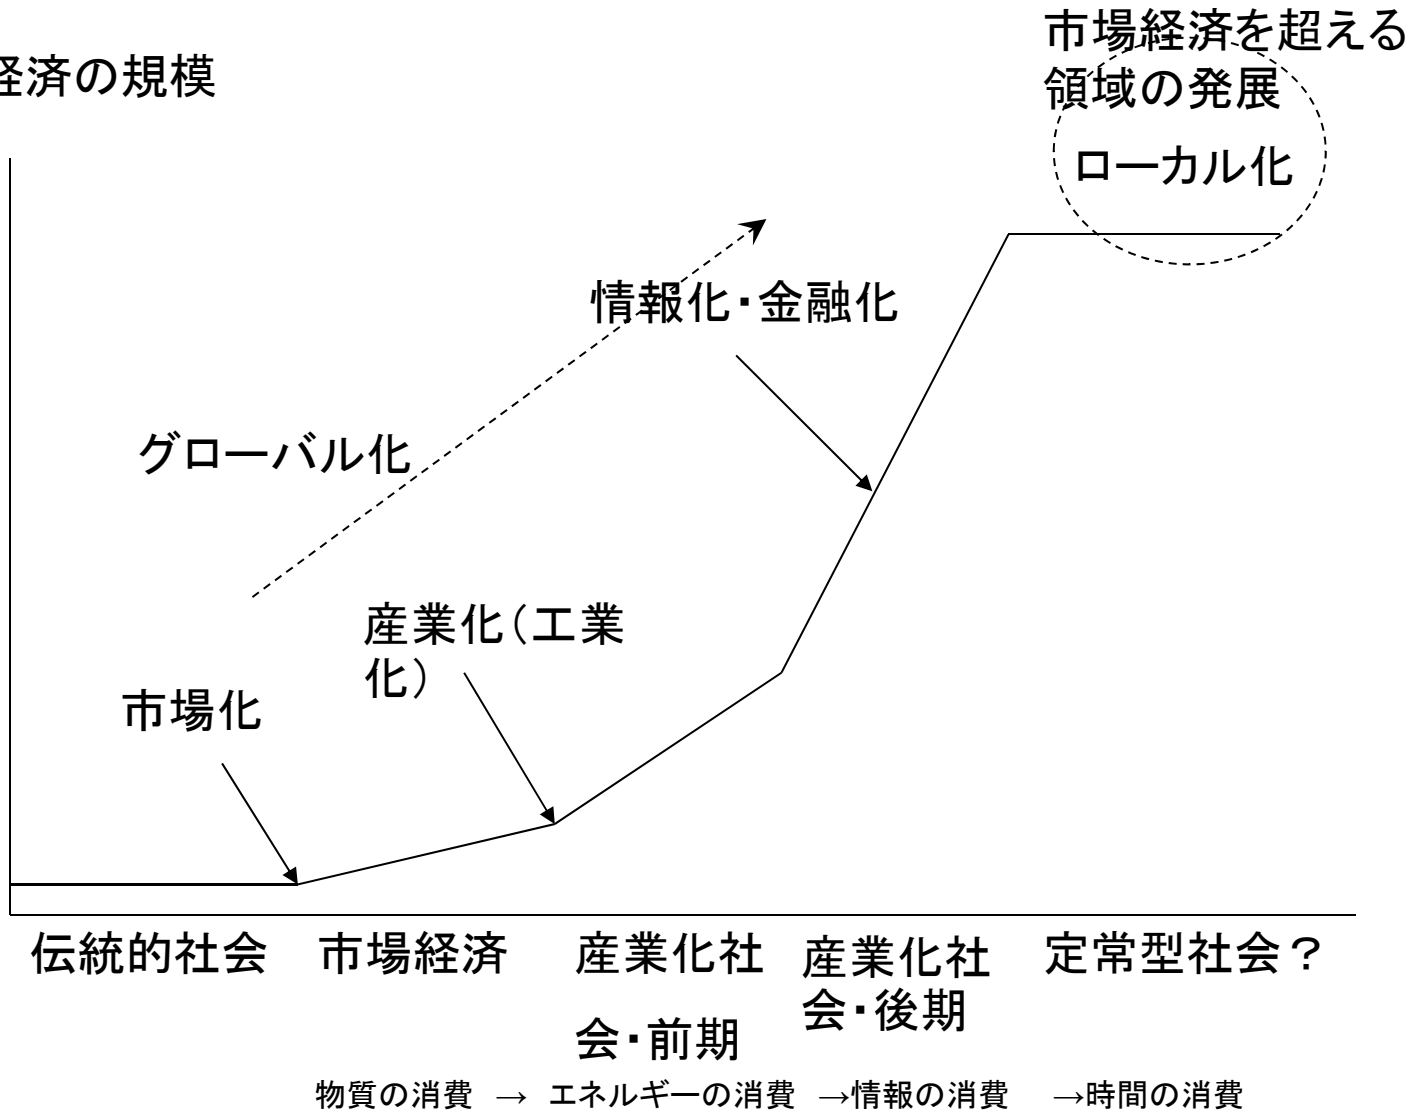 市場経済を超える
領域の発展
経済の規模
ローカル化
情報化・金融化
グローバル化
産業化（工業
化）
市場化
伝統的社会
市場経済
産業化社
会・前期
産業化社
会・後期
定常型社会？
物質の消費 → エネルギーの消費 →情報の消費 →時間の消費